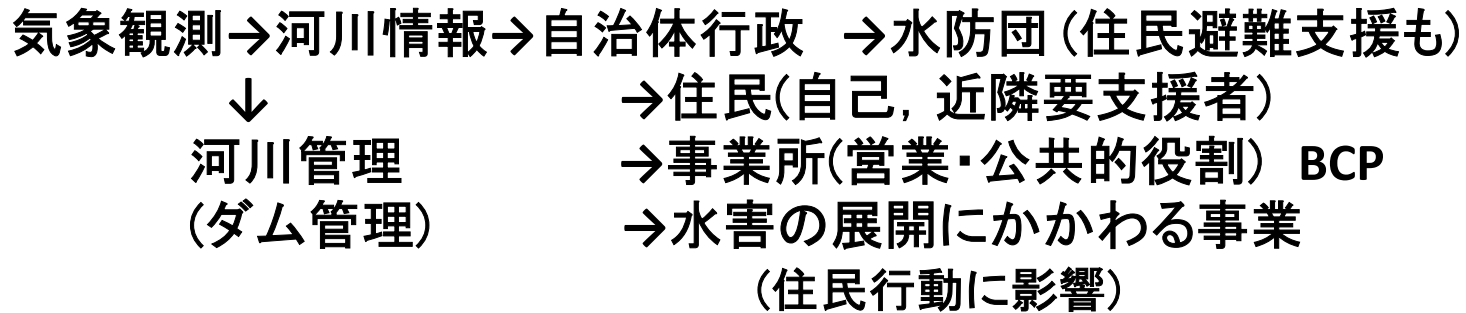 気象観測→河川情報→自治体行政 →水防団(住民避難支援も)
↓ →住民(自己，近隣要支援者)
河川管理 →事業所(営業・公共的役割) BCP
(ダム管理) →水害の展開にかかわる事業
(住民行動に影響)